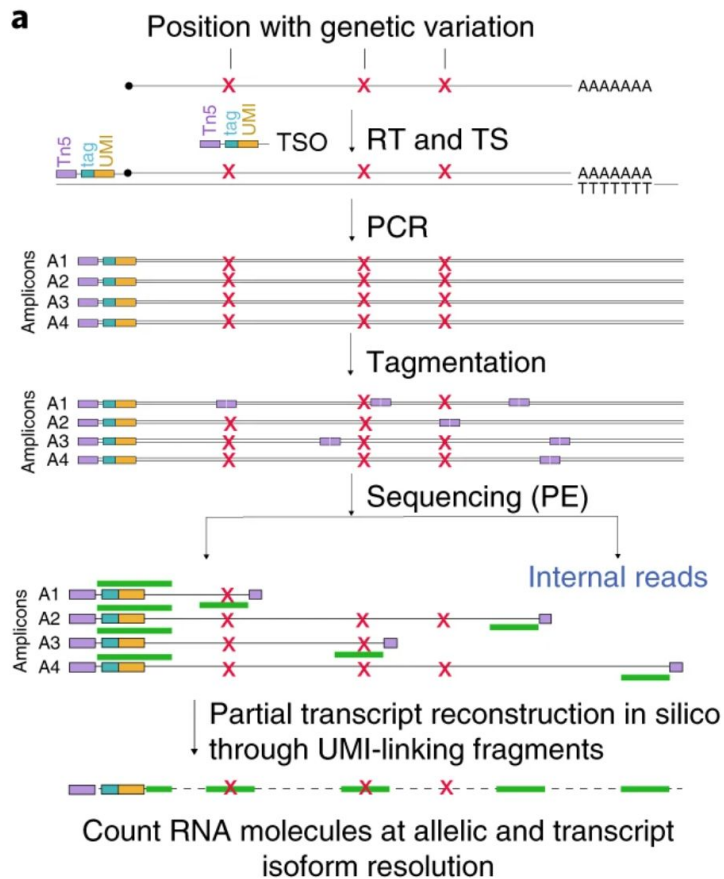 a
Position with genetic variation
X X X
AAAAAAA
Tn5 tag UMI TSO
RT and TS
Tn5 tag UMI
X X X
AAAAAAA
TTTTTTT
PCR
Amplicons
A1 X X X
A2 X X X
A3 X X X
A4 X X X
Tagmentation
Amplicons
A1 X X
A2 X X
A3 X X X
A4 X X X
Sequencing (PE)
Internal reads
Amplicons
A1 X
A2 X X X
A3 X X
A4 X X X
Partial transcript reconstruction in silico
through UMI-linking fragments
X X X
Count RNA molecules at allelic and transcript
isoform resolution